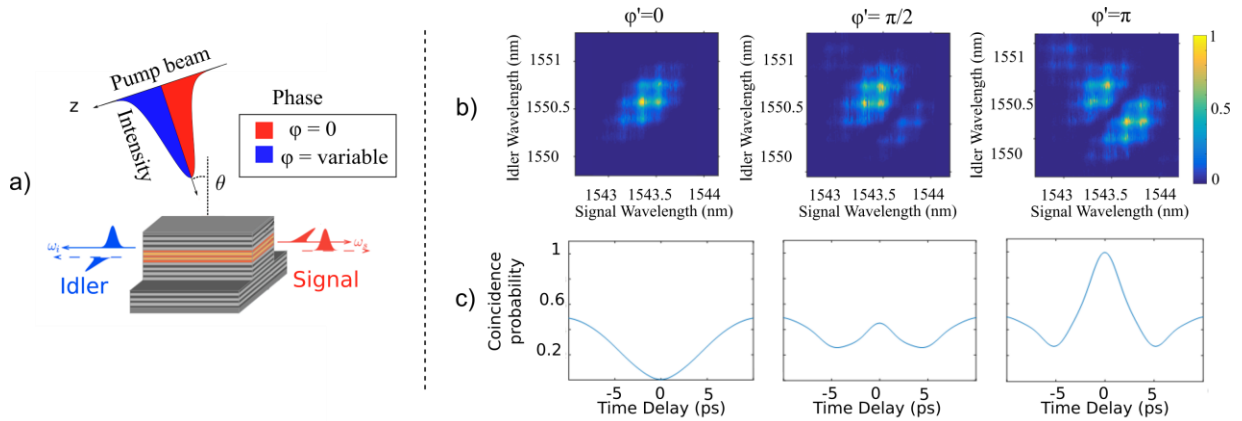 a)
Pump beam
z
Intensity
Phase
φ = 0
φ = variable
θ
ωᵢ
ωₛ
Idler
Signal
b)
φ'=0
φ'= π/2
φ'=π
Idler Wavelength (nm)
1551
1550.5
1550
1543 1543.5 1544
Signal Wavelength (nm)
Idler Wavelength (nm)
1551
1550.5
1550
1543 1543.5 1544
Signal Wavelength (nm)
Idler Wavelength (nm)
1551
1550.5
1550
1543 1543.5 1544
Signal Wavelength (nm)
1
0.5
0
c)
Coincidence
probability
1
0.6
0.2
-5 0 5
Time Delay (ps)
-5 0 5
Time Delay (ps)
-5 0 5
Time Delay (ps)